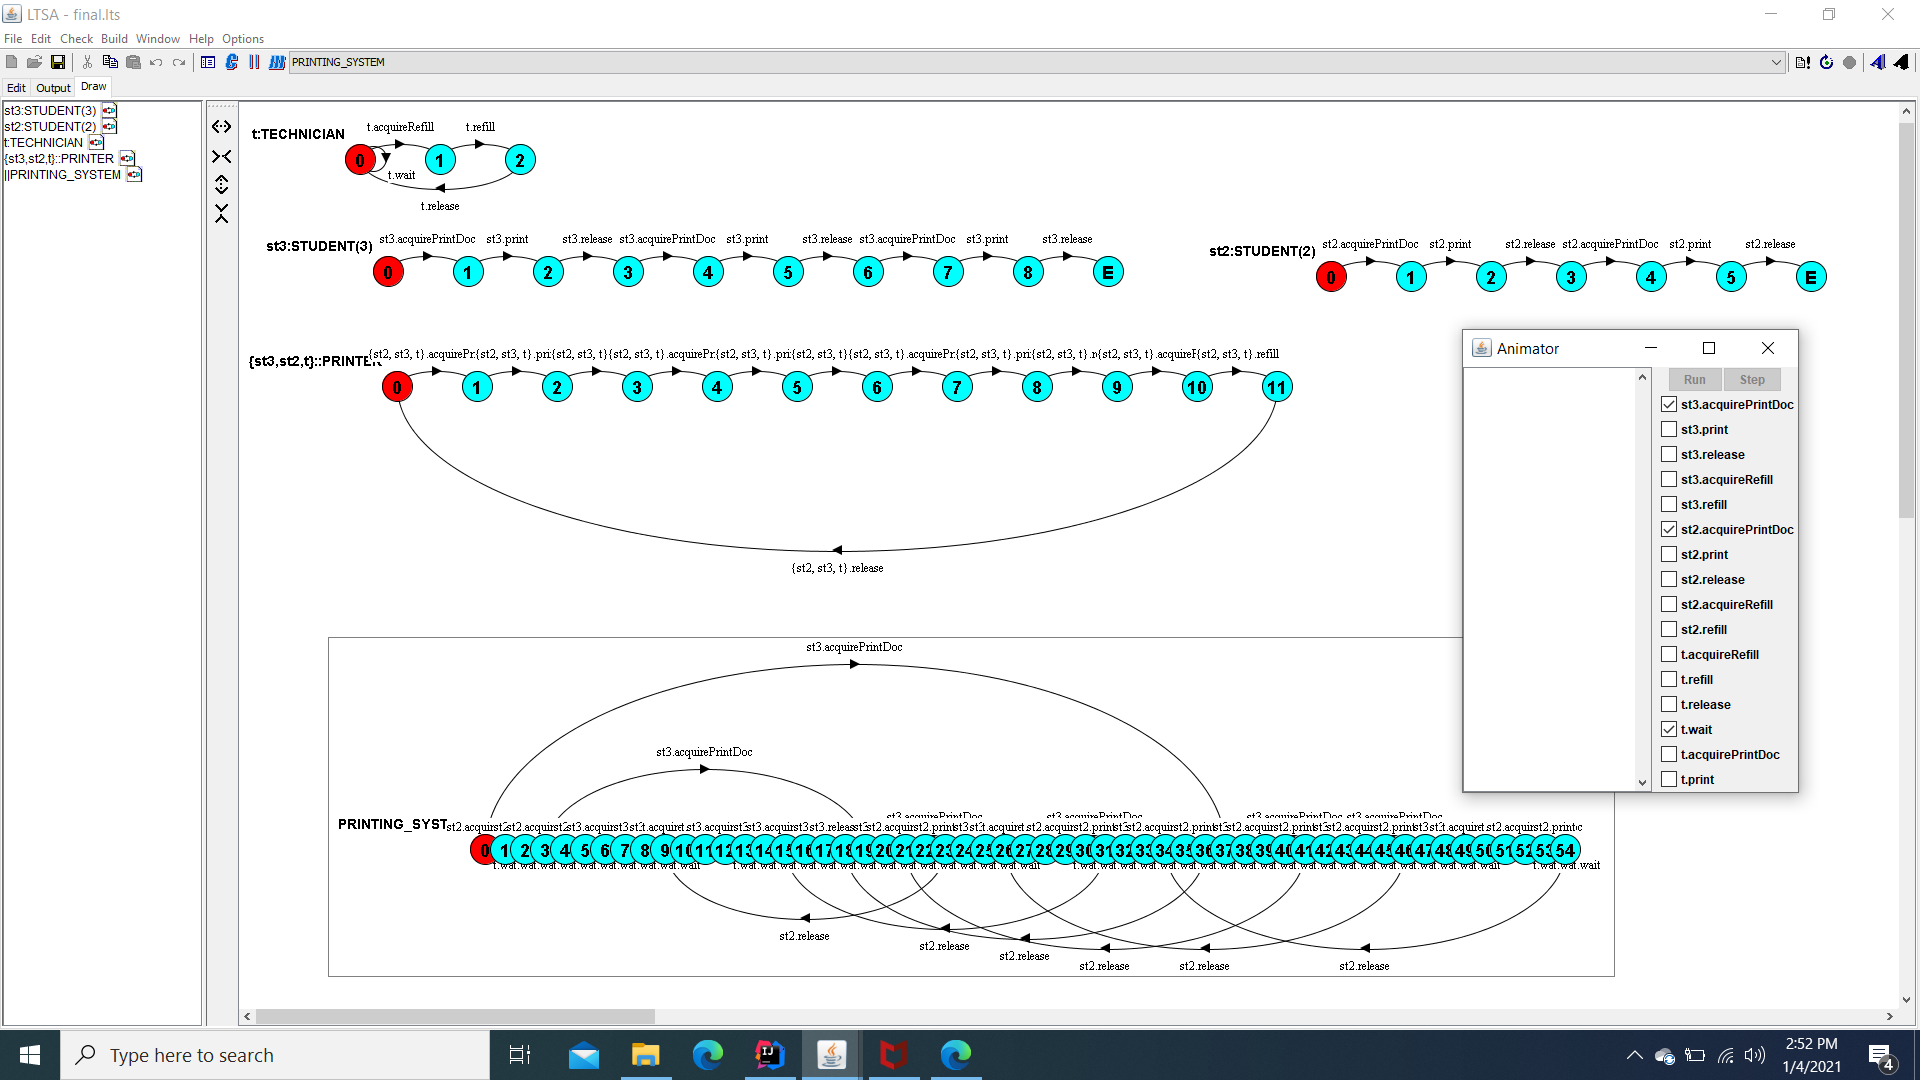 LTSA - final.lts
File Edit Check Build Window Help Options
PRINTING_SYSTEM
Edit Output Draw
st3:STUDENT(3)
st2:STUDENT(2)
t:TECHNICIAN
{st3,st2,t}::PRINTER
||PRINTING_SYSTEM
t:TECHNICIAN
t.acquireRefill t.refill
0 1 2
t.wait
t.release
st3:STUDENT(3)
st3.acquirePrintDoc st3.print st3.release st3.acquirePrintDoc st3.print st3.release st3.acquirePrintDoc st3.print st3.release
0 1 2 3 4 5 6 7 8 E
st2:STUDENT(2)
st2.acquirePrintDoc st2.print st2.release st2.acquirePrintDoc st2.print st2.release
0 1 2 3 4 5 E
{st3,st2,t}::PRINTER
{st2, st3, t}.acquirePr {st2, st3, t}.pri {st2, st3, t} {st2, st3, t}.acquirePr {st2, st3, t}.pri {st2, st3, t} {st2, st3, t}.acquirePr {st2, st3, t}.pri {st2, st3, t}.r {st2, st3, t}.acquireF {st2, st3, t}.refill
0 1 2 3 4 5 6 7 8 9 10 11
{st2, st3, t}.release
st3.acquirePrintDoc
st3.acquirePrintDoc
PRINTING_SYST
0 1 2 3 4 5 6 7 8 9 10 11 12 13 14 15 16 17 18 19 20 21 22 23 24 25 26 27 28 29 30 31 32 33 34 35 36 37 38 39 40 41 42 43 44 45 46 47 48 49 50 51 52 53 54
st2.release
st2.release
st2.release
st2.release
st2.release
st2.release
Animator
Run Step
st3.acquirePrintDoc
st3.print
st3.release
st3.acquireRefill
st3.refill
st2.acquirePrintDoc
st2.print
st2.release
st2.acquireRefill
st2.refill
t.acquireRefill
t.refill
t.release
t.wait
t.acquirePrintDoc
t.print
Type here to search
2:52 PM
1/4/2021
4